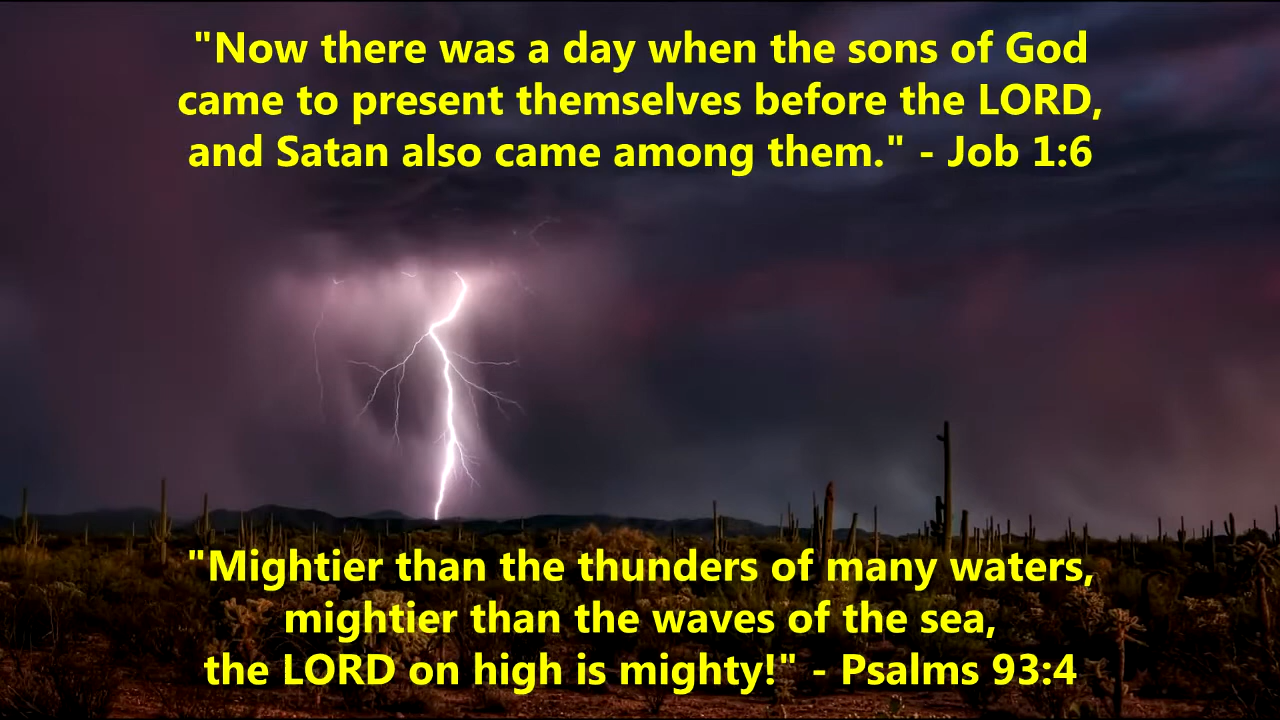 "Now there was a day when the sons of God
came to present themselves before the LORD,
and Satan also came among them." - Job 1:6
"Mightier than the thunders of many waters,
mightier than the waves of the sea,
the LORD on high is mighty!" - Psalms 93:4